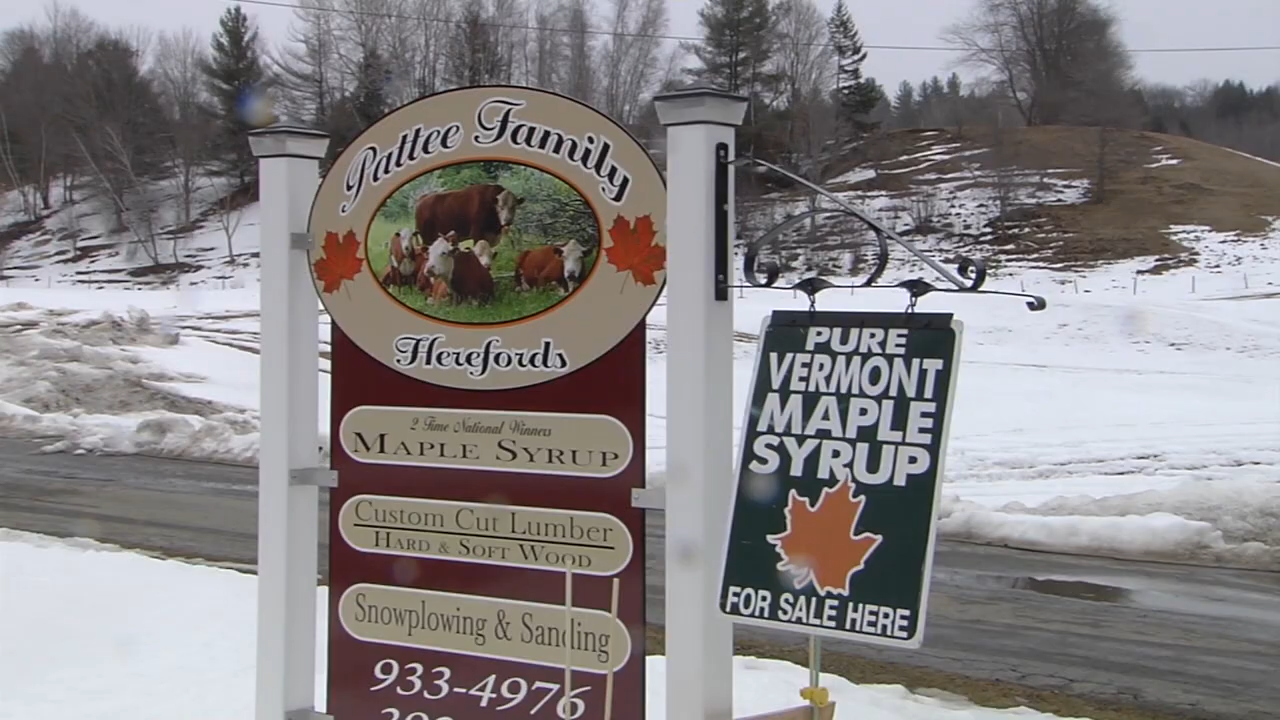 Pattee Family
Herefords
2 Time National Winners
MAPLE SYRUP
Custom Cut Lumber
HARD & SOFT WOOD
Snowplowing & Sanding
933-4976
PURE
VERMONT
MAPLE
SYRUP
FOR SALE HERE